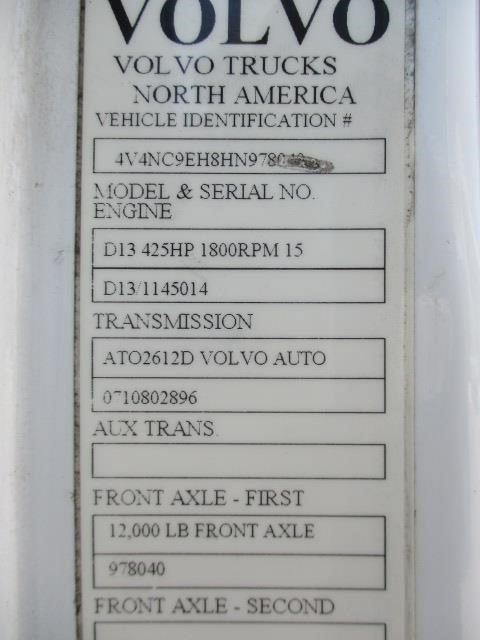 VOLVO
VOLVO TRUCKS
NORTH AMERICA
VEHICLE IDENTIFICATION #
MODEL & SERIAL NO.
ENGINE
D13 425HP 1800RPM 15
D13/1145014
TRANSMISSION
ATO2612D VOLVO AUTO
0710802896
AUX TRANS.
FRONT AXLE - FIRST
12,000 LB FRONT AXLE
978040
FRONT AXLE - SECOND